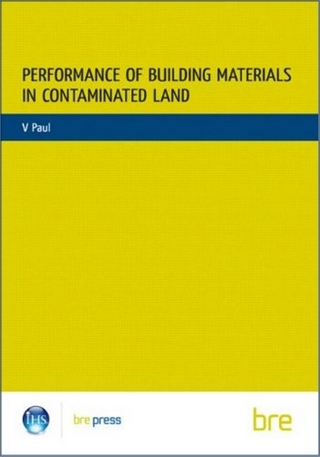 PERFORMANCE OF BUILDING MATERIALS
IN CONTAMINATED LAND
V Paul
IHS
bre press
bre